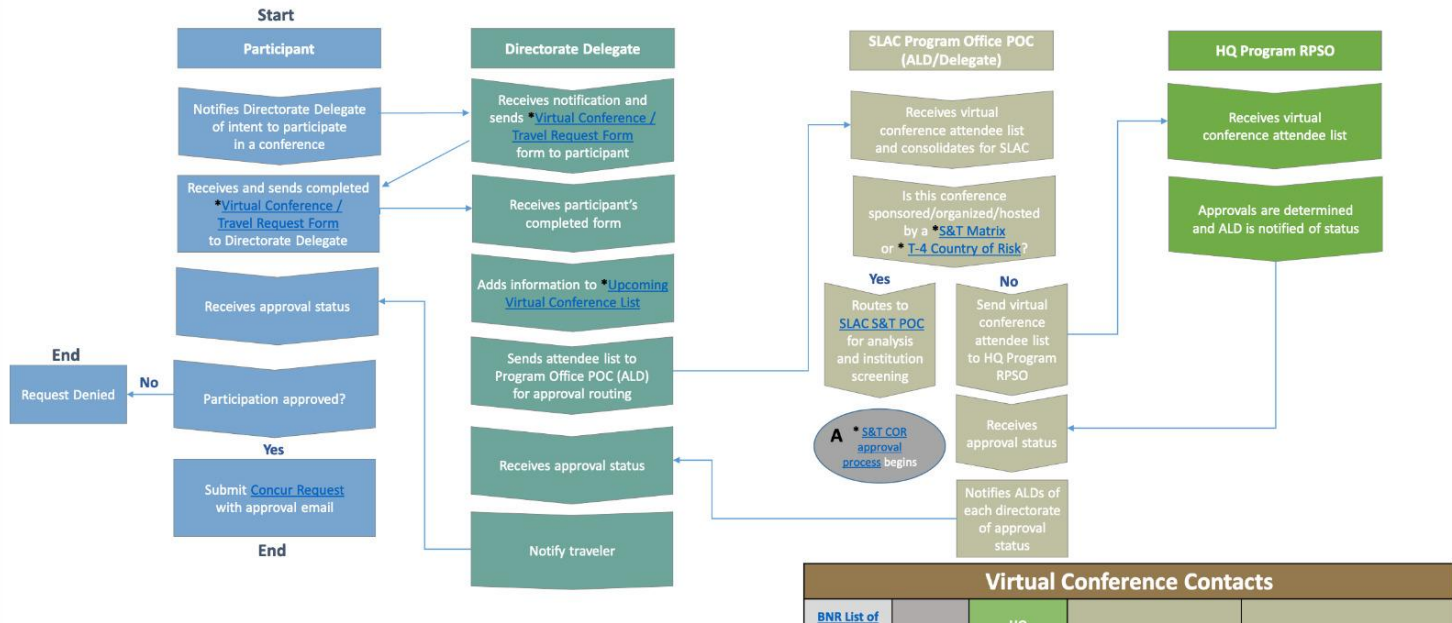 Start
Participant
Notifies Directorate Delegate
of intent to participate
in a conference
Receives and sends completed
*Virtual Conference /
Travel Request Form
to Directorate Delegate
Receives approval status
Participation approved?
No
End
Request Denied
Yes
Submit Concur Request
with approval email
End
Directorate Delegate
Receives notification and
sends *Virtual Conference /
Travel Request Form
form to participant
Receives participant's
completed form
Adds information to *Upcoming
Virtual Conference List
Sends attendee list to
Program Office POC (ALD)
for approval routing
Receives approval status
Notify traveler
SLAC Program Office POC
(ALD/Delegate)
Receives virtual
conference attendee list
and consolidates for SLAC
Is this conference
sponsored/organized/hosted
by a *S&T Matrix
or * T-4 Country of Risk?
Yes
Routes to
SLAC S&T POC
for analysis
and institution
screening
A * S&T COR
approval
process begins
No
Send virtual
conference
attendee list
to HQ Program
RPSO
Receives
approval status
Notifies ALDs of
each directorate
of approval
status
HQ Program RPSO
Receives virtual
conference attendee list
Approvals are determined
and ALD is notified of status
Virtual Conference Contacts
BNR List of
HQ